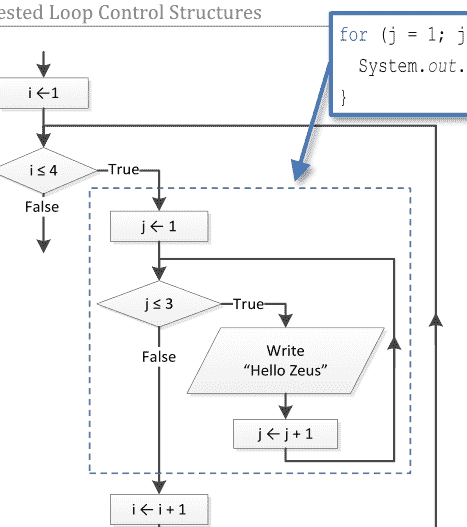 ested Loop Control Structures
for (j = 1; j
System.out.
}
i ←1
i ≤ 4
True
False
j ← 1
j ≤ 3
True
False
Write
“Hello Zeus”
j ← j + 1
i ← i + 1